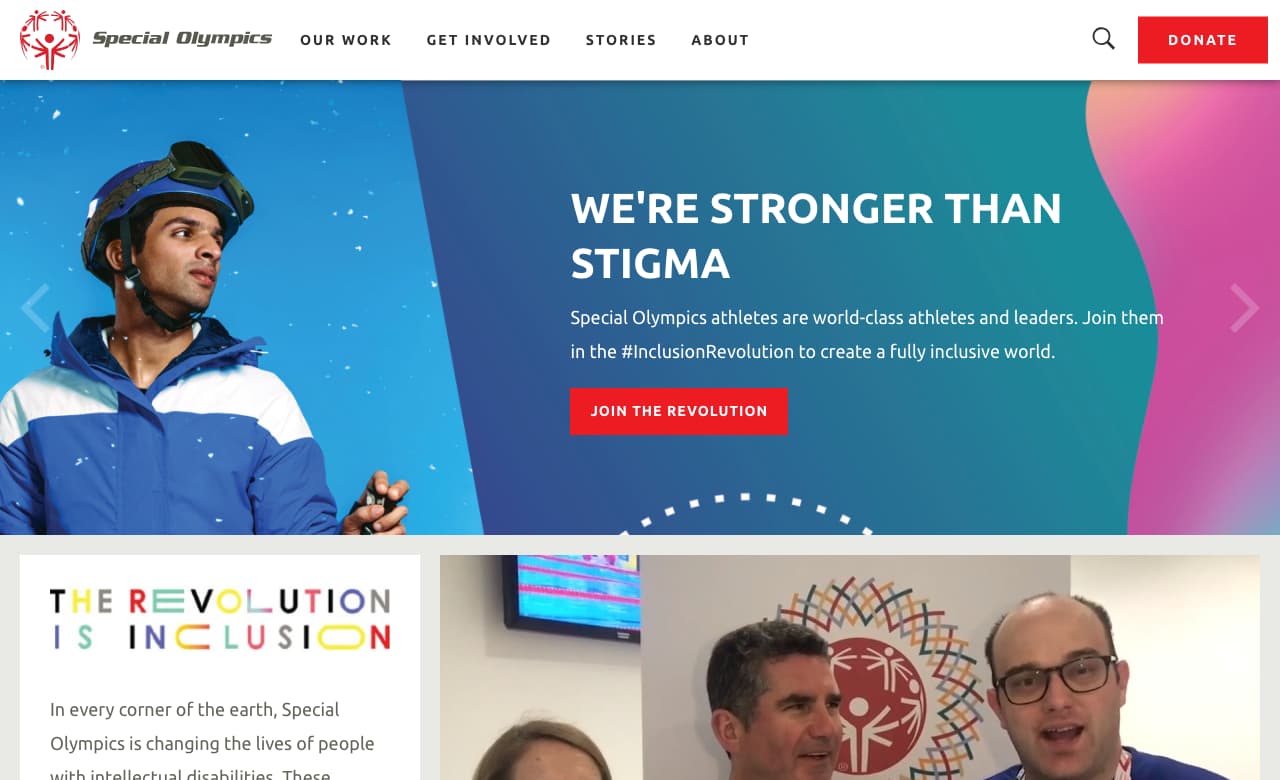 Special Olympics
OUR WORK
GET INVOLVED
STORIES
ABOUT
DONATE
WE'RE STRONGER THAN
STIGMA
Special Olympics athletes are world-class athletes and leaders. Join them
in the #InclusionRevolution to create a fully inclusive world.
JOIN THE REVOLUTION
THE REVOLUTION
IS INCLUSION
In every corner of the earth, Special
Olympics is changing the lives of people
with intellectual disabilities. These